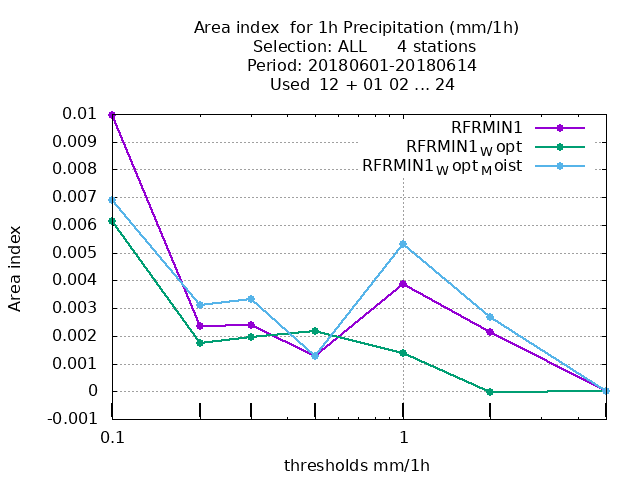 Area index  for 1h Precipitation (mm/1h)
Selection: ALL      4 stations
Period: 20180601-20180614
Used  12 + 01 02 ... 24
RFRMIN1
RFRMIN1Wopt
RFRMIN1WoptMoist
0.01
0.009
0.008
0.007
0.006
0.005
0.004
0.003
0.002
0.001
0
-0.001
Area index
0.1
1
thresholds mm/1h